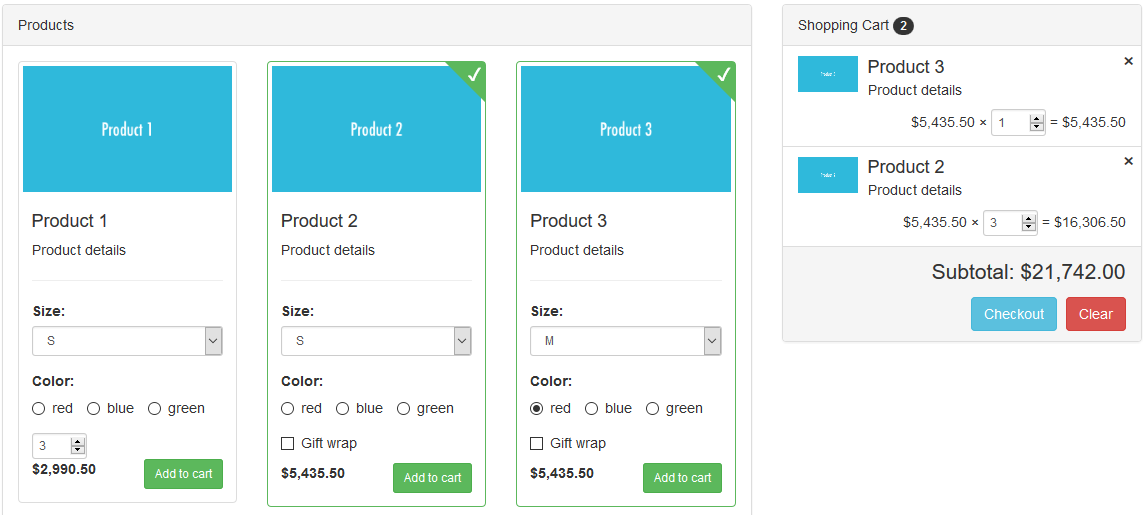 Products
Product 1
Product 1
Product details
Size:
S
Color:
red blue green
3
$2,990.50
Add to cart
Product 2
Product 2
Product details
Size:
S
Color:
red blue green
Gift wrap
$5,435.50
Add to cart
Product 3
Product 3
Product details
Size:
M
Color:
red blue green
Gift wrap
$5,435.50
Add to cart
Shopping Cart 2
Product 3 ×
Product details
$5,435.50 × 1 = $5,435.50
Product 2 ×
Product details
$5,435.50 × 3 = $16,306.50
Subtotal: $21,742.00
Checkout Clear